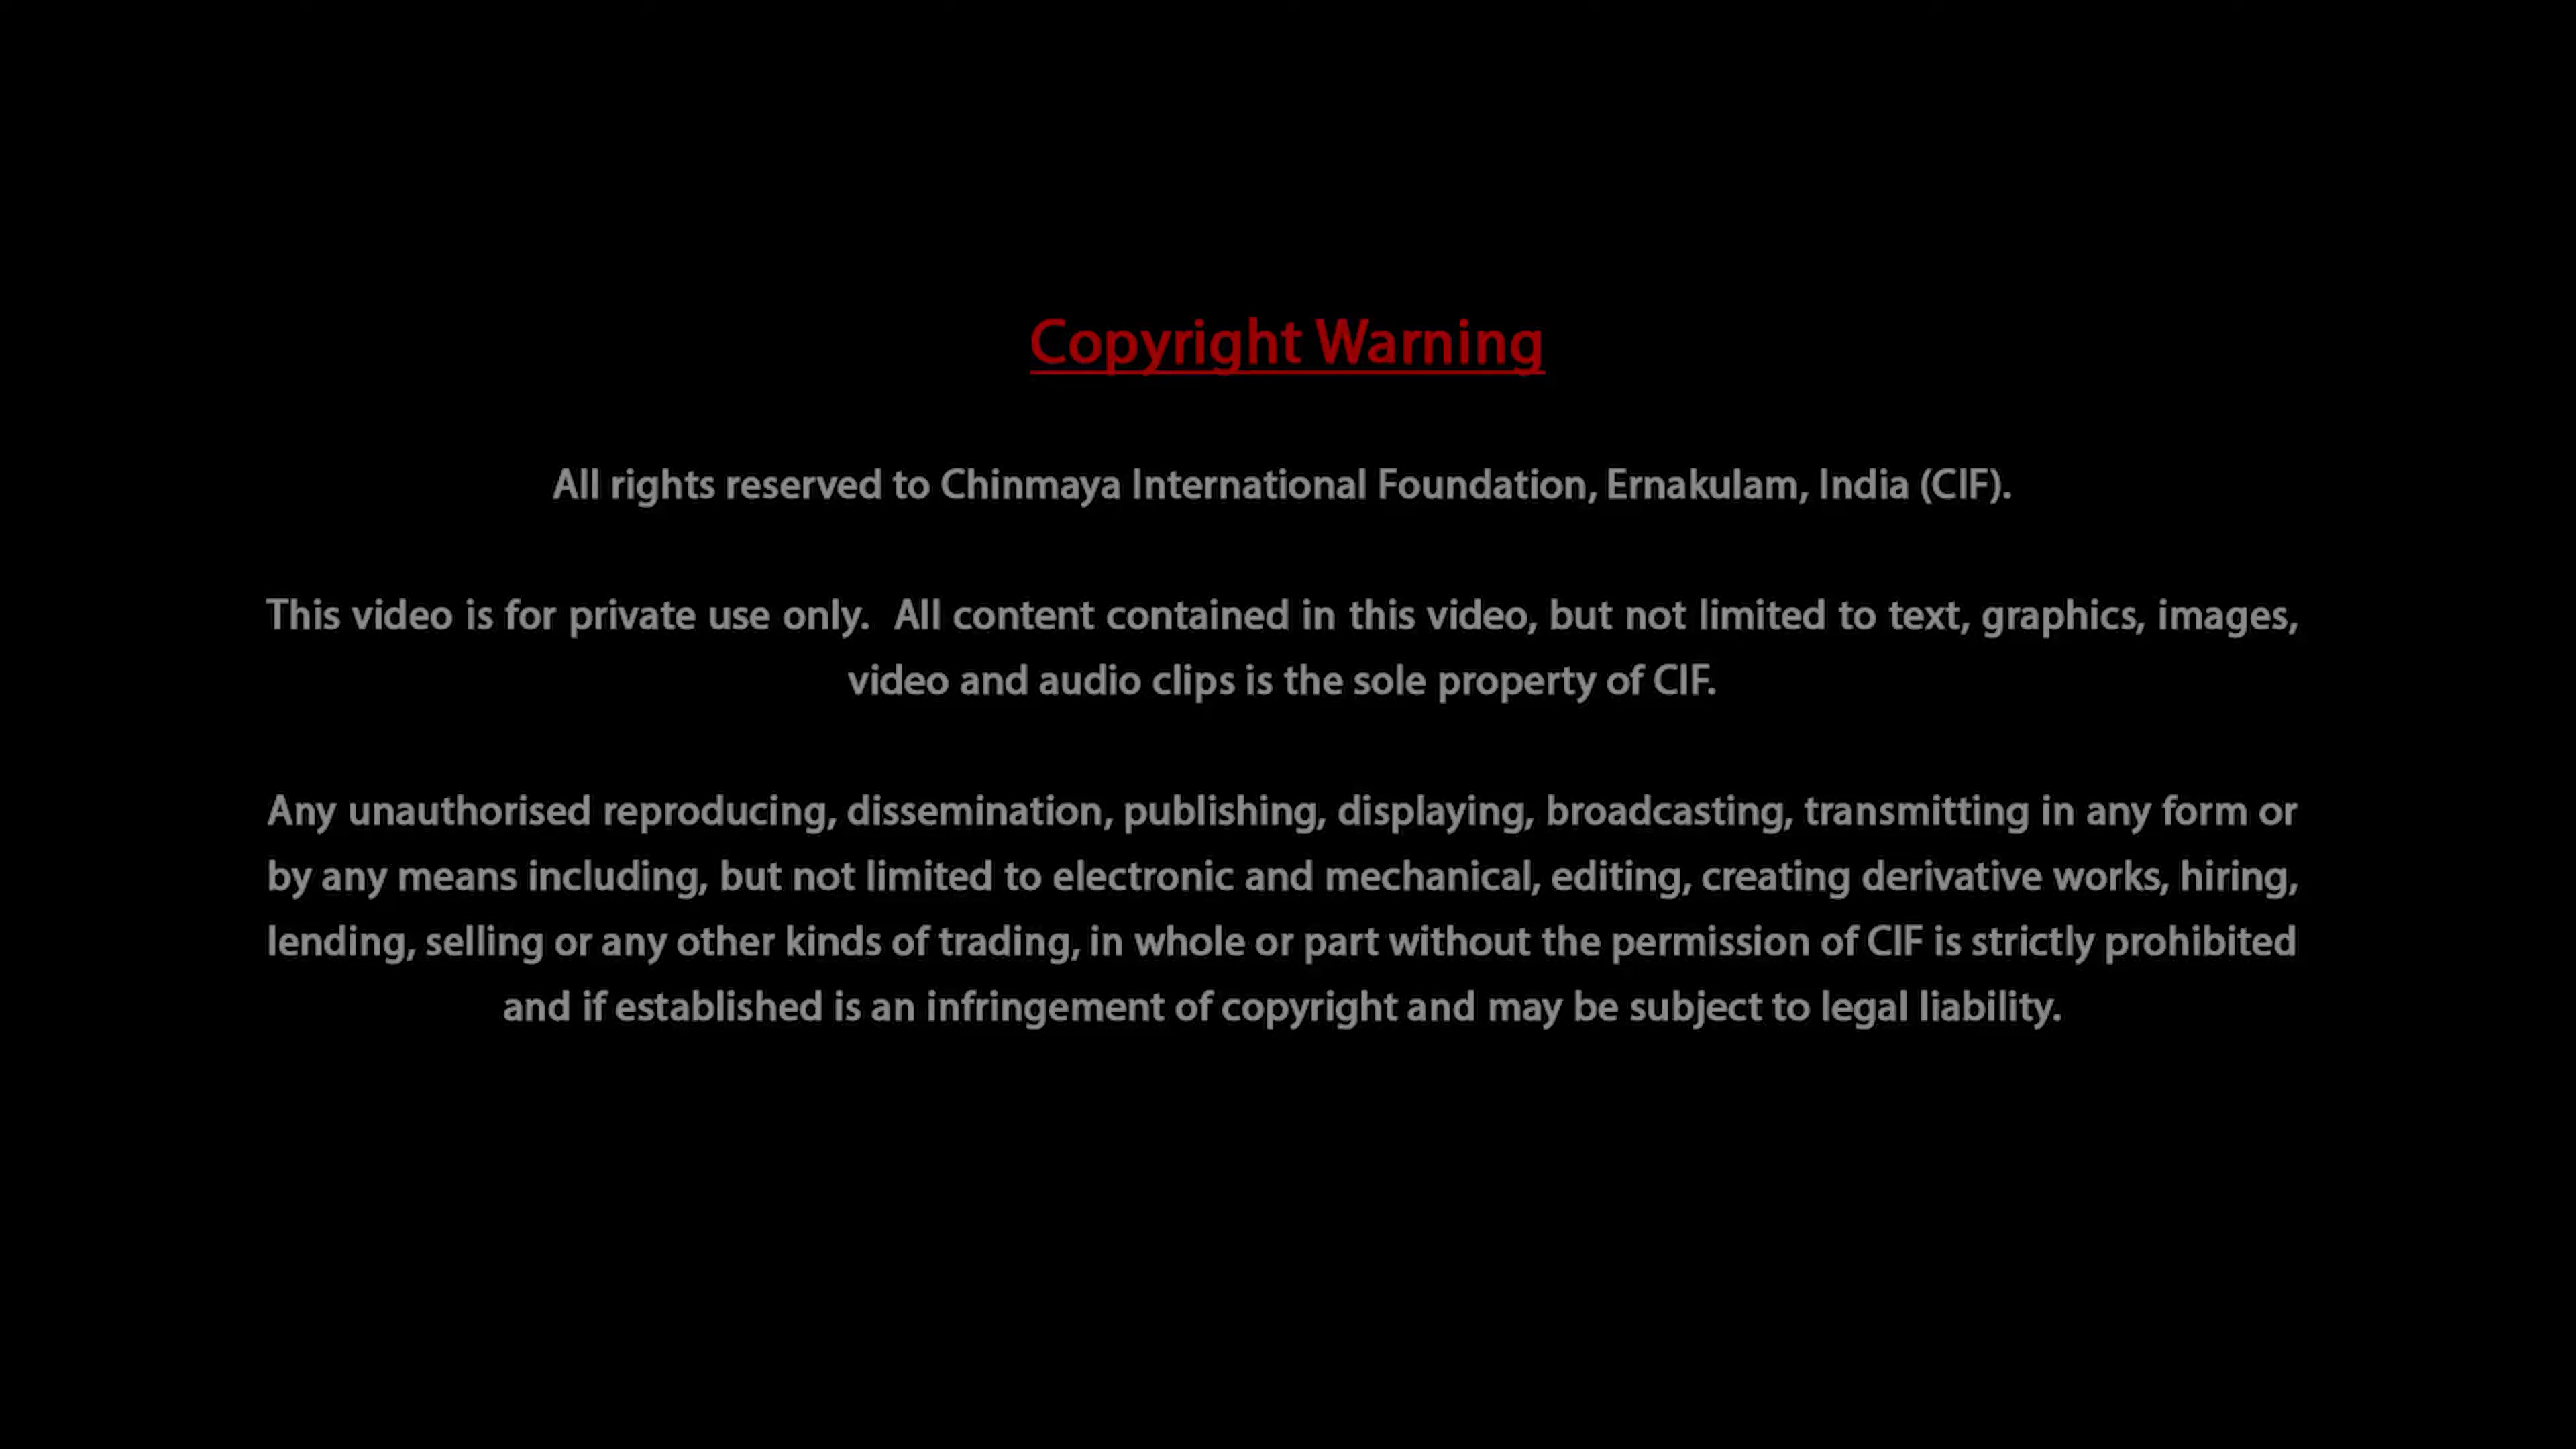 Copyright Warning
All rights reserved to Chinmaya International Foundation, Ernakulam, India (CIF).
This video is for private use only.  All content contained in this video, but not limited to text, graphics, images,
video and audio clips is the sole property of CIF.
Any unauthorised reproducing, dissemination, publishing, displaying, broadcasting, transmitting in any form or
by any means including, but not limited to electronic and mechanical, editing, creating derivative works, hiring,
lending, selling or any other kinds of trading, in whole or part without the permission of CIF is strictly prohibited
and if established is an infringement of copyright and may be subject to legal liability.